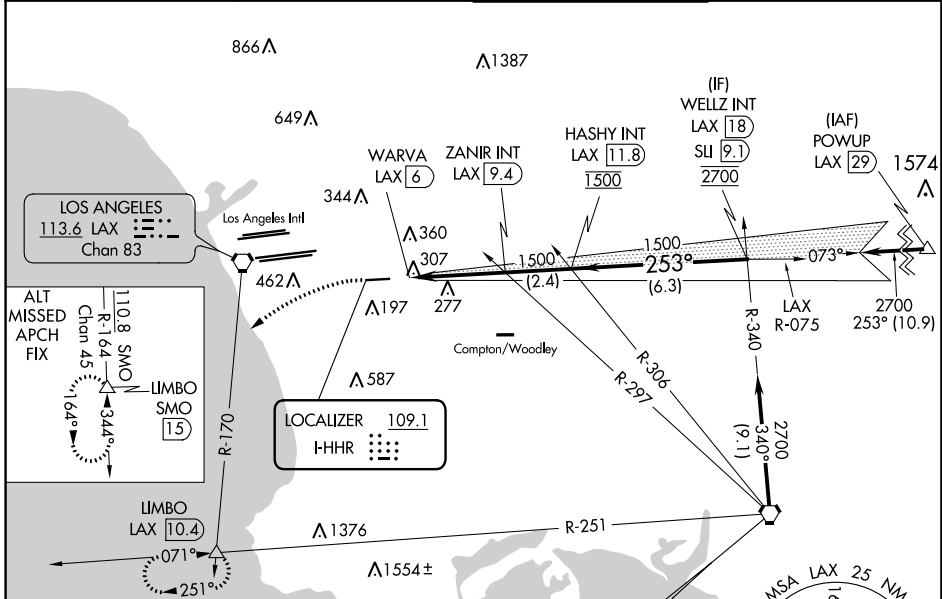 866
1387
649
(IF)
WELLZ INT
LAX 18
SLI 9.1
2700
(IAF)
POWUP
LAX 29
1574
HASHY INT
LAX 11.8
1500
ZANIR INT
LAX 9.4
WARVA
LAX 6
344
LOS ANGELES
113.6 LAX
Chan 83
Los Angeles Intl
360
307
462
197
277
1500
1500
(2.4)
253°
(6.3)
073°
LAX
R-075
2700
253° (10.9)
ALT
MISSED
APCH
FIX
110.8 SMO
R-164
Chan 45
LIMBO
SMO
15
164°
344°
Compton/Woodley
587
LOCALIZER 109.1
I-HHR
R-170
R-306
R-297
R-340
2700
340°
(9.1)
LIMBO
LAX 10.4
071°
251°
1376
1554±
R-251
MSA LAX 25 NM